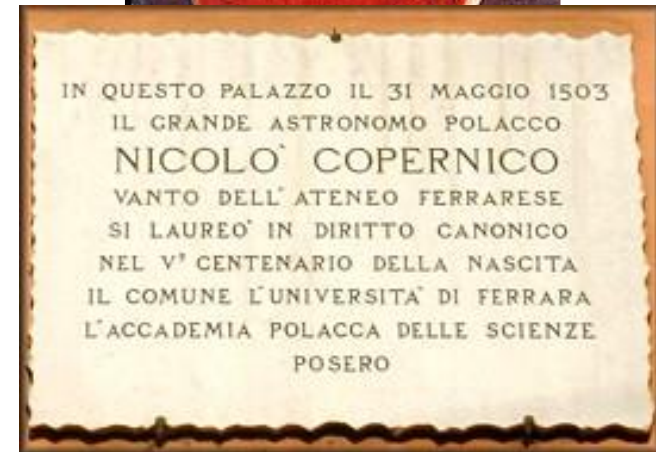 IN QUESTO PALAZZO IL 31 MAGGIO 1503
IL GRANDE ASTRONOMO POLACCO
NICOLO` COPERNICO
VANTO DELL' ATENEO FERRARESE
SI LAUREO' IN DIRITTO CANONICO
NEL V° CENTENARIO DELLA NASCITA
IL COMUNE L'UNIVERSITA' DI FERRARA
L'ACCADEMIA POLACCA DELLE SCIENZE
POSERO